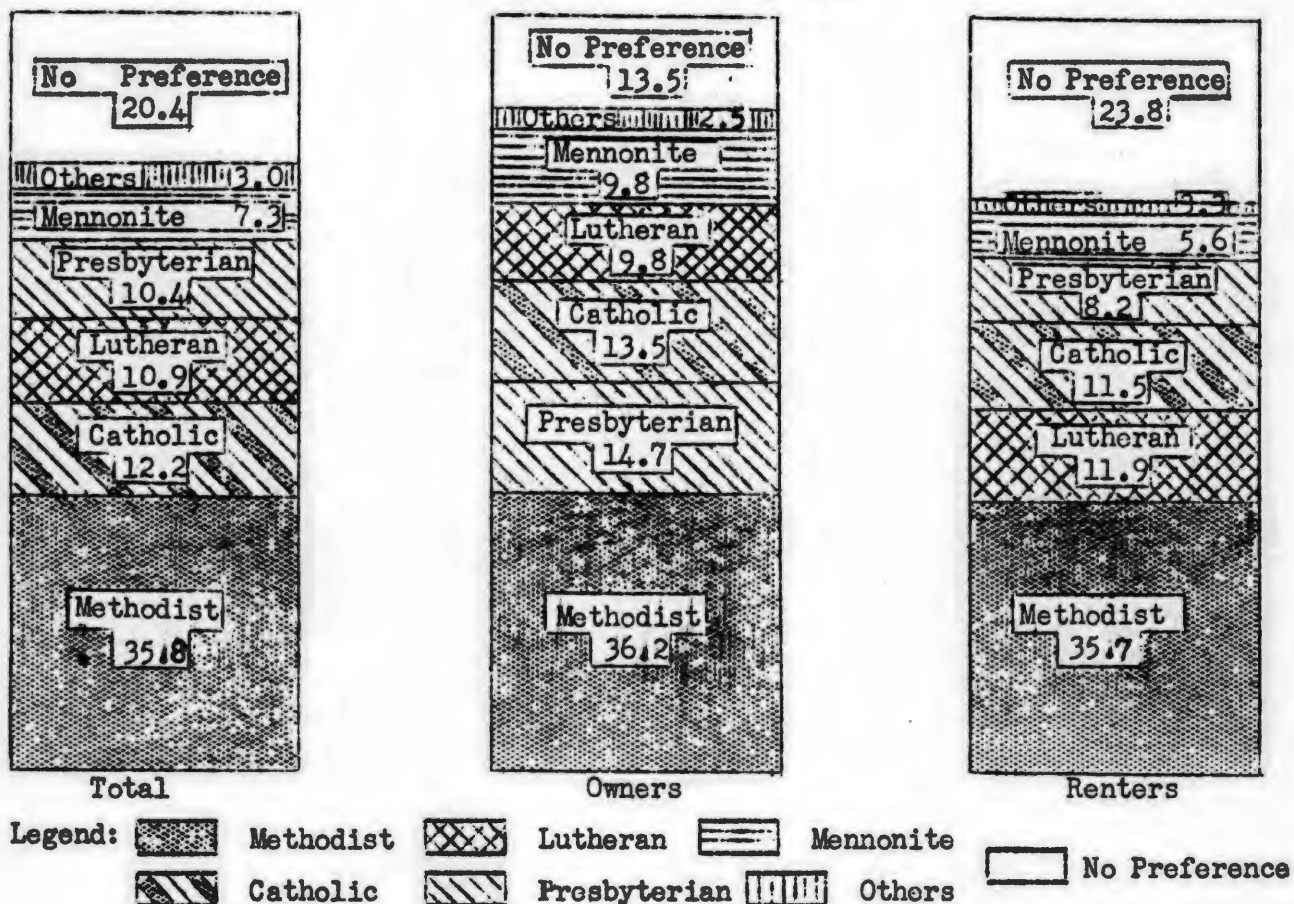 No Preference
20.4
Others 3.0
Mennonite 7.3
Presbyterian
10.4
Lutheran
10.9
Catholic
12.2
Methodist
35.8
Total
No Preference
13.5
Others 2.5
Mennonite
9.8
Lutheran
9.8
Catholic
13.5
Presbyterian
14.7
Methodist
36.2
Owners
No Preference
23.8
Others 3.3
Mennonite 5.6
Presbyterian
8.2
Catholic
11.5
Lutheran
11.9
Methodist
35.7
Renters
Legend: Methodist Lutheran Mennonite No Preference
Catholic Presbyterian Others